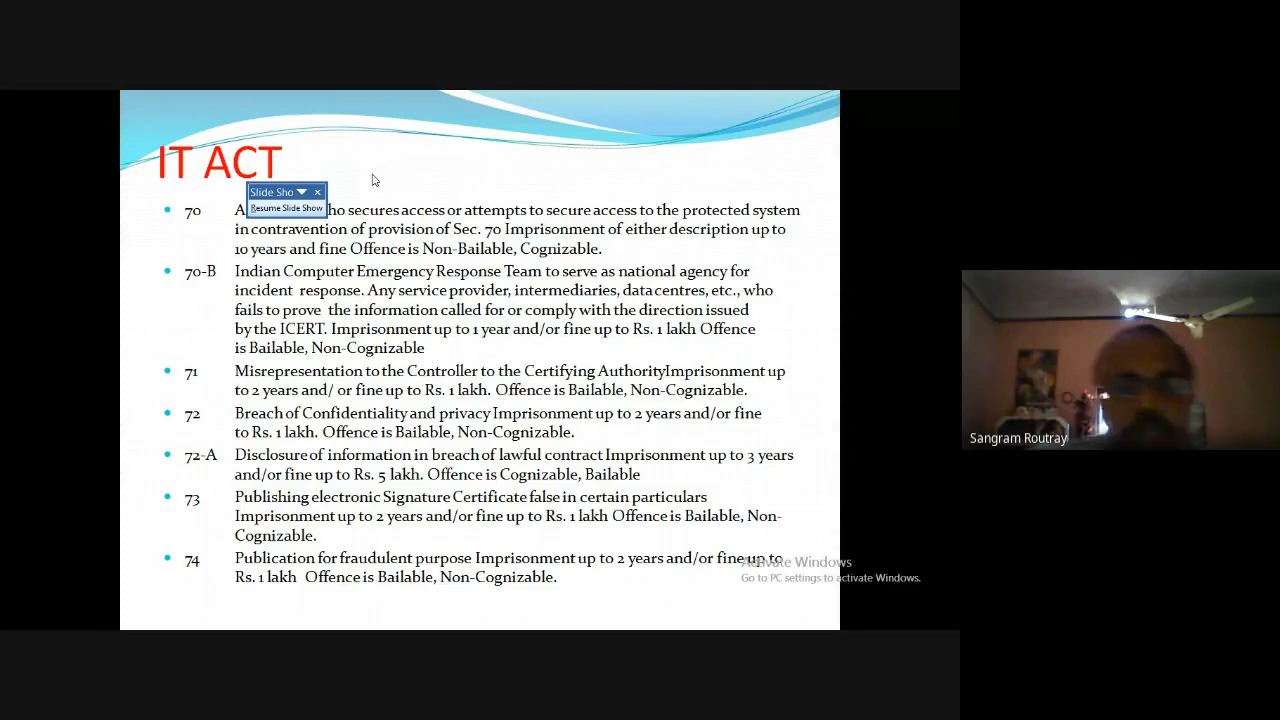 IT ACT
Slide Sho
Resume Slide Show
70 A ho secures access or attempts to secure access to the protected system
in contravention of provision of Sec. 70 Imprisonment of either description up to
10 years and fine Offence is Non-Bailable, Cognizable.
70-B Indian Computer Emergency Response Team to serve as national agency for
incident response. Any service provider, intermediaries, data centres, etc., who
fails to prove the information called for or comply with the direction issued
by the ICERT. Imprisonment up to 1 year and/or fine up to Rs. 1 lakh Offence
is Bailable, Non-Cognizable
71 Misrepresentation to the Controller to the Certifying AuthorityImprisonment up
to 2 years and/ or fine up to Rs. 1 lakh. Offence is Bailable, Non-Cognizable.
72 Breach of Confidentiality and privacy Imprisonment up to 2 years and/or fine
to Rs. 1 lakh. Offence is Bailable, Non-Cognizable.
72-A Disclosure of information in breach of lawful contract Imprisonment up to 3 years
and/or fine up to Rs. 5 lakh. Offence is Cognizable, Bailable
73 Publishing electronic Signature Certificate false in certain particulars
Imprisonment up to 2 years and/or fine up to Rs. 1 lakh Offence is Bailable, Non-
Cognizable.
74 Publication for fraudulent purpose Imprisonment up to 2 years and/or fine up to
Rs. 1 lakh Offence is Bailable, Non-Cognizable.
Activate Windows
Go to PC settings to activate Windows.
Sangram Routray